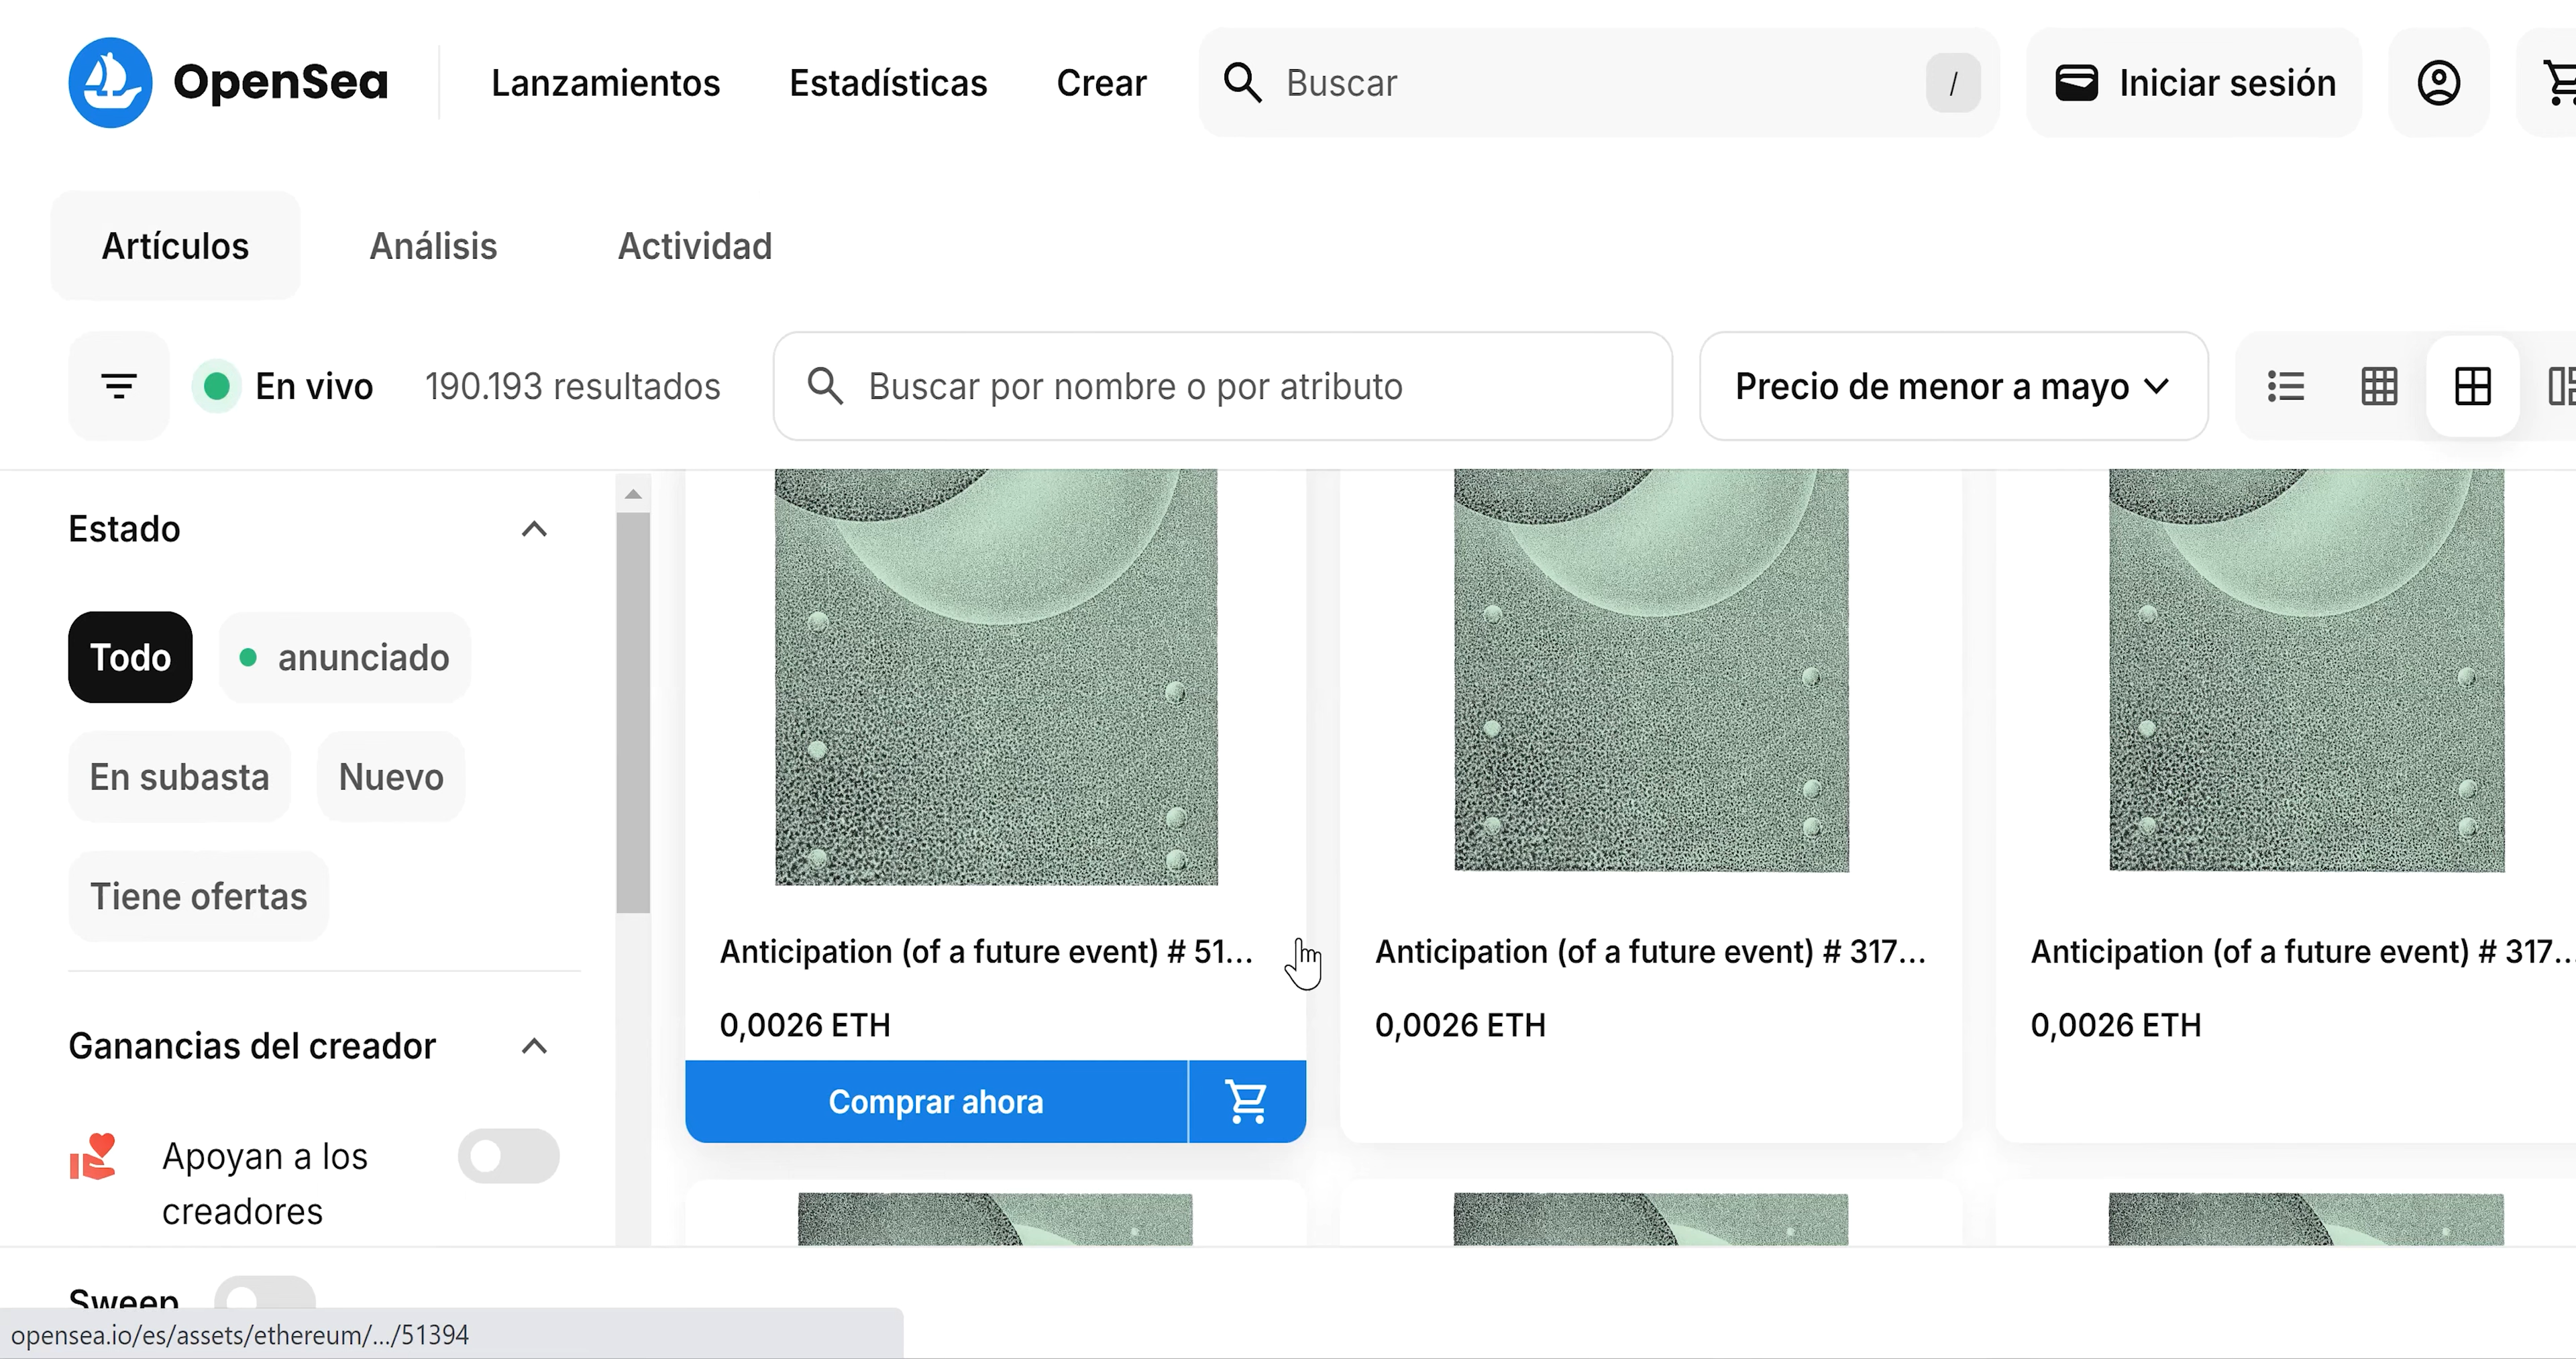 OpenSea
Lanzamientos
Estadísticas
Crear
Buscar
/
Iniciar sesión
Artículos
Análisis
Actividad
En vivo
190.193 resultados
Buscar por nombre o por atributo
Precio de menor a mayo
Estado
Todo
anunciado
En subasta
Nuevo
Tiene ofertas
Ganancias del creador
Apoyan a los
creadores
Anticipation (of a future event) # 51...
0,0026 ETH
Comprar ahora
Anticipation (of a future event) # 317...
0,0026 ETH
Anticipation (of a future event) # 317...
0,0026 ETH
Sweep
opensea.io/es/assets/ethereum/.../51394